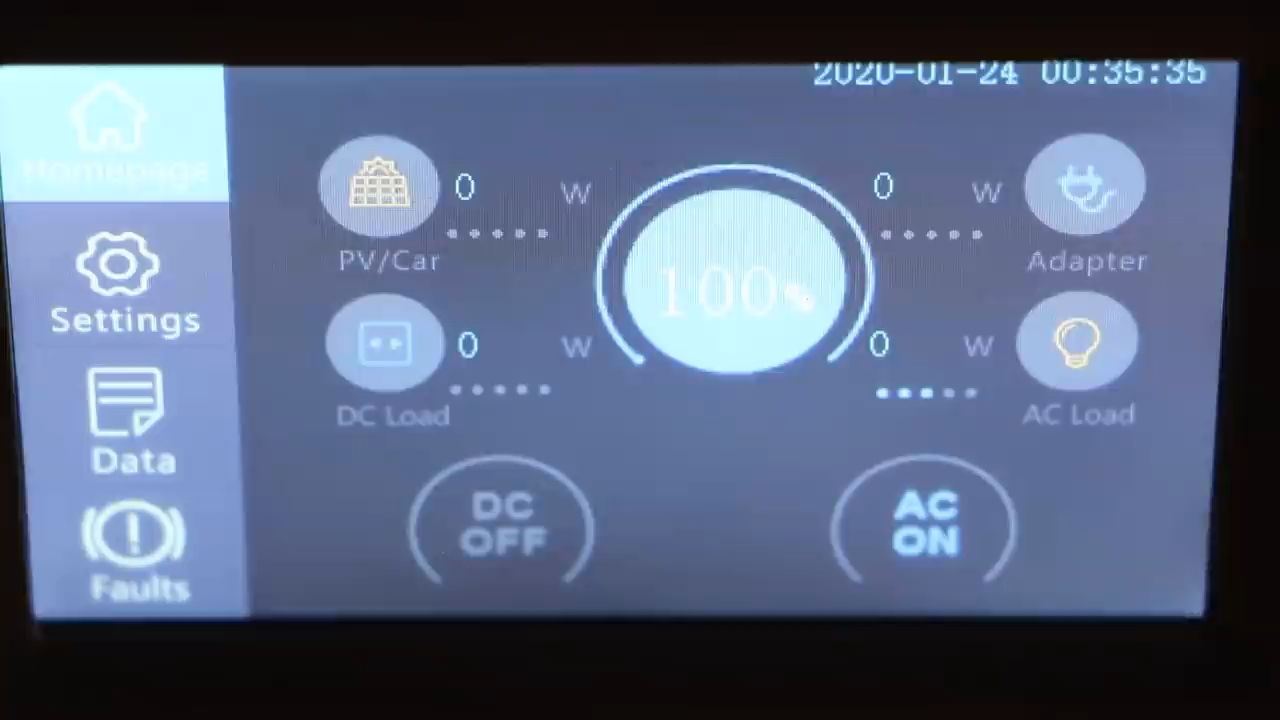 2020-01-24 00:35:35
Homepage
Settings
Data
Faults
0 W
PV/Car
0 W
DC Load
100%
0 W
Adapter
0 W
AC Load
DC
OFF
AC
ON